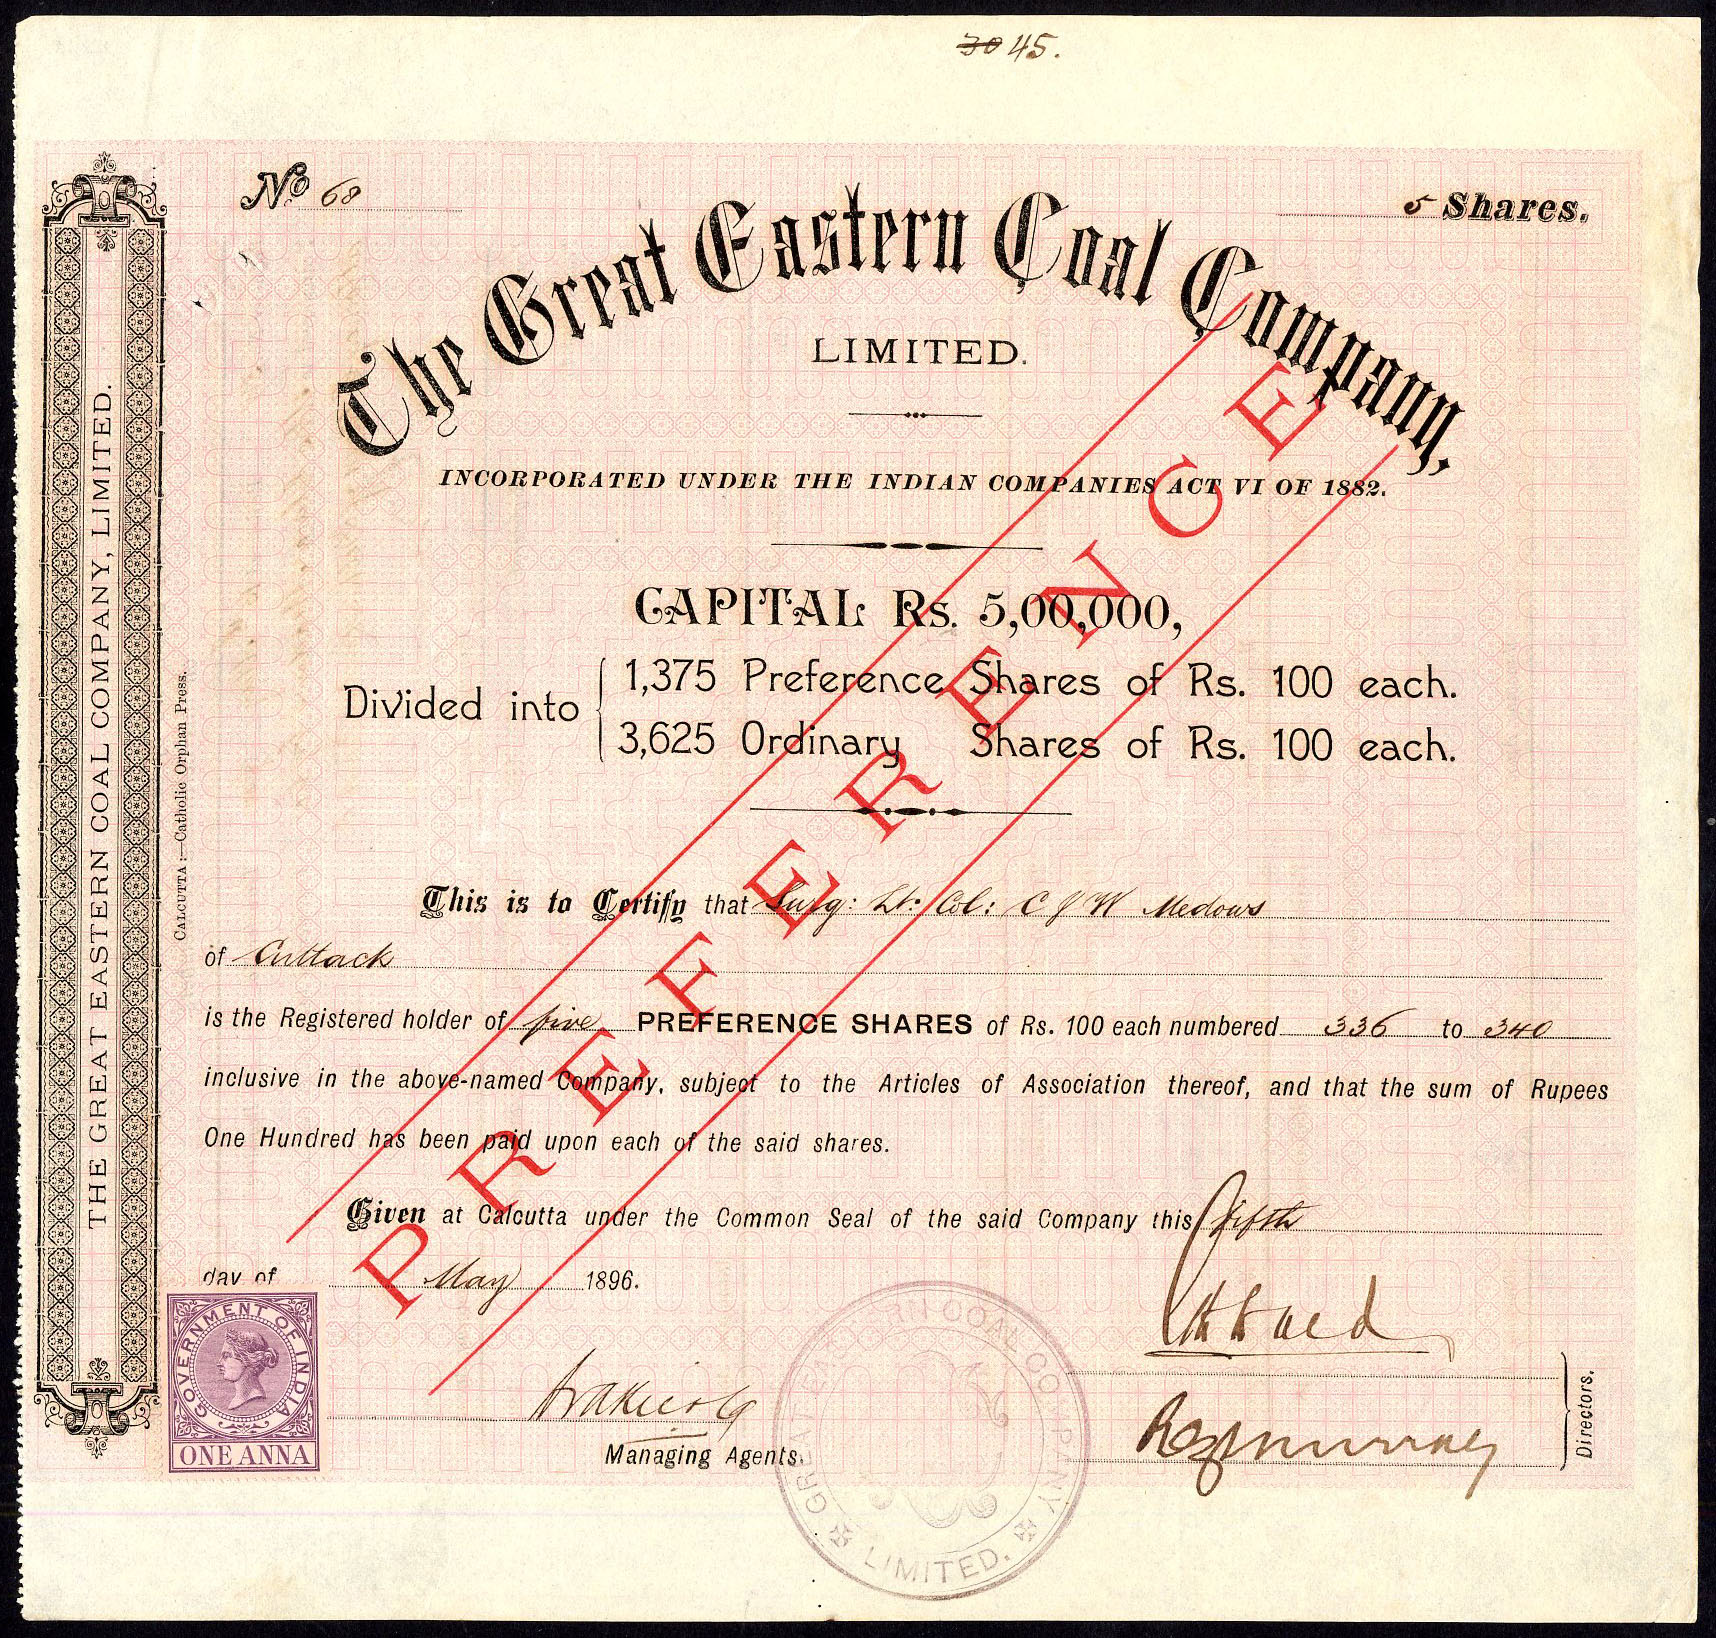 30 45.
No 68
5 Shares.
The Great Eastern Coal Company,
LIMITED.
INCORPORATED UNDER THE INDIAN COMPANIES ACT VI OF 1882.
CAPITAL Rs. 5,00,000,
Divided into
1,375 Preference Shares of Rs. 100 each.
3,625 Ordinary Shares of Rs. 100 each.
PREFERENCE
This is to Certify that Surg: Lt: Col: C J W Medows
of Cuttack
is the Registered holder of five PREFERENCE SHARES of Rs. 100 each numbered 336 to 340
inclusive in the above-named Company, subject to the Articles of Association thereof, and that the sum of Rupees
One Hundred has been paid upon each of the said shares.
Given at Calcutta under the Common Seal of the said Company this fifth
day of May 1896.
Managing Agents.
Directors.
GOVERNMENT OF INDIA
ONE ANNA
COAL COMPANY
LIMITED.
THE GREAT EASTERN COAL COMPANY, LIMITED.
CALCUTTA:—Catholic Orphan Press.